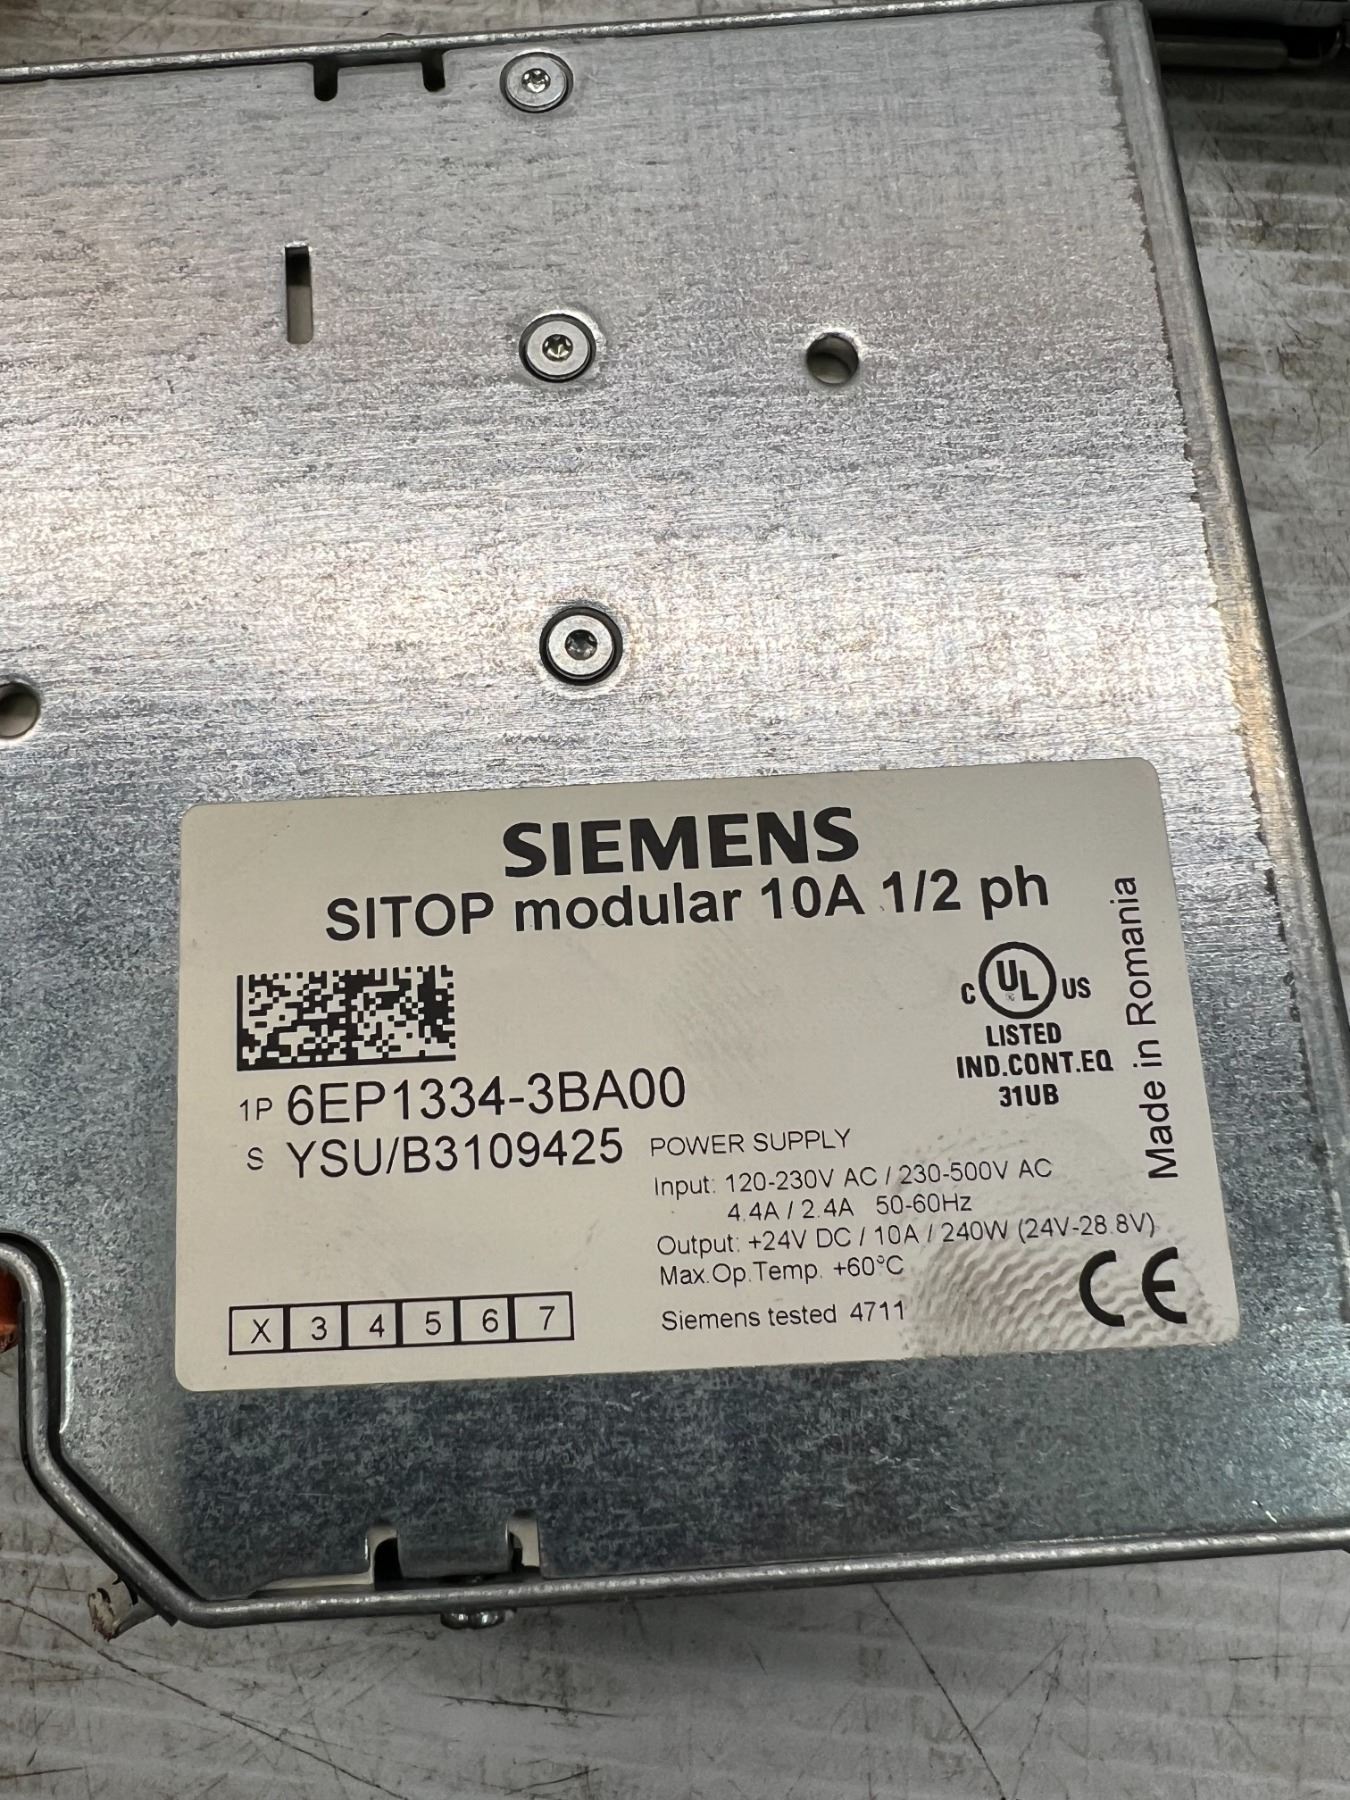 SIEMENS
SITOP modular 10A 1/2 ph
C UL US
LISTED
IND.CONT.EQ
31UB
Made in Romania
1P 6EP1334-3BA00
S YSU/B3109425
POWER SUPPLY
Input: 120-230V AC / 230-500V AC
4.4A / 2.4A 50-60Hz
Output: +24V DC / 10A / 240W (24V-28.8V)
Max.Op.Temp. +60°C
Siemens tested 4711
CE
X 3 4 5 6 7